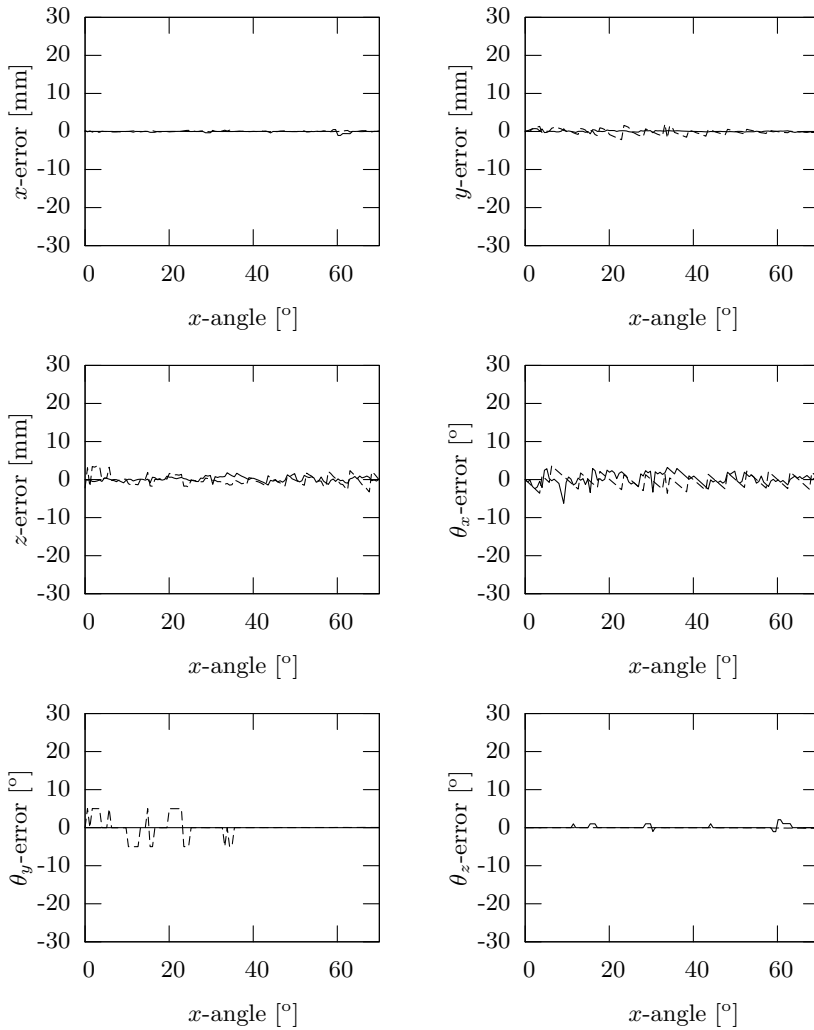 30
20
10
0
-10
-20
-30
x-error [mm]
0 20 40 60
x-angle [°]
30
20
10
0
-10
-20
-30
y-error [mm]
0 20 40 60
x-angle [°]
30
20
10
0
-10
-20
-30
z-error [mm]
0 20 40 60
x-angle [°]
30
20
10
0
-10
-20
-30
θx-error [°]
0 20 40 60
x-angle [°]
30
20
10
0
-10
-20
-30
θy-error [°]
0 20 40 60
x-angle [°]
30
20
10
0
-10
-20
-30
θz-error [°]
0 20 40 60
x-angle [°]